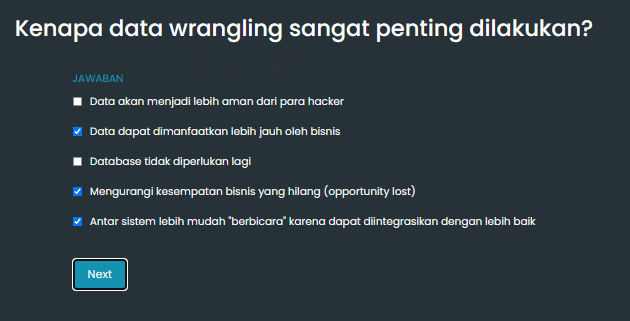 Kenapa data wrangling sangat penting dilakukan?
JAWABAN
Data akan menjadi lebih aman dari para hacker
Data dapat dimanfaatkan lebih jauh oleh bisnis
Database tidak diperlukan lagi
Mengurangi kesempatan bisnis yang hilang (opportunity lost)
Antar sistem lebih mudah "berbicara" karena dapat diintegrasikan dengan lebih baik
Next